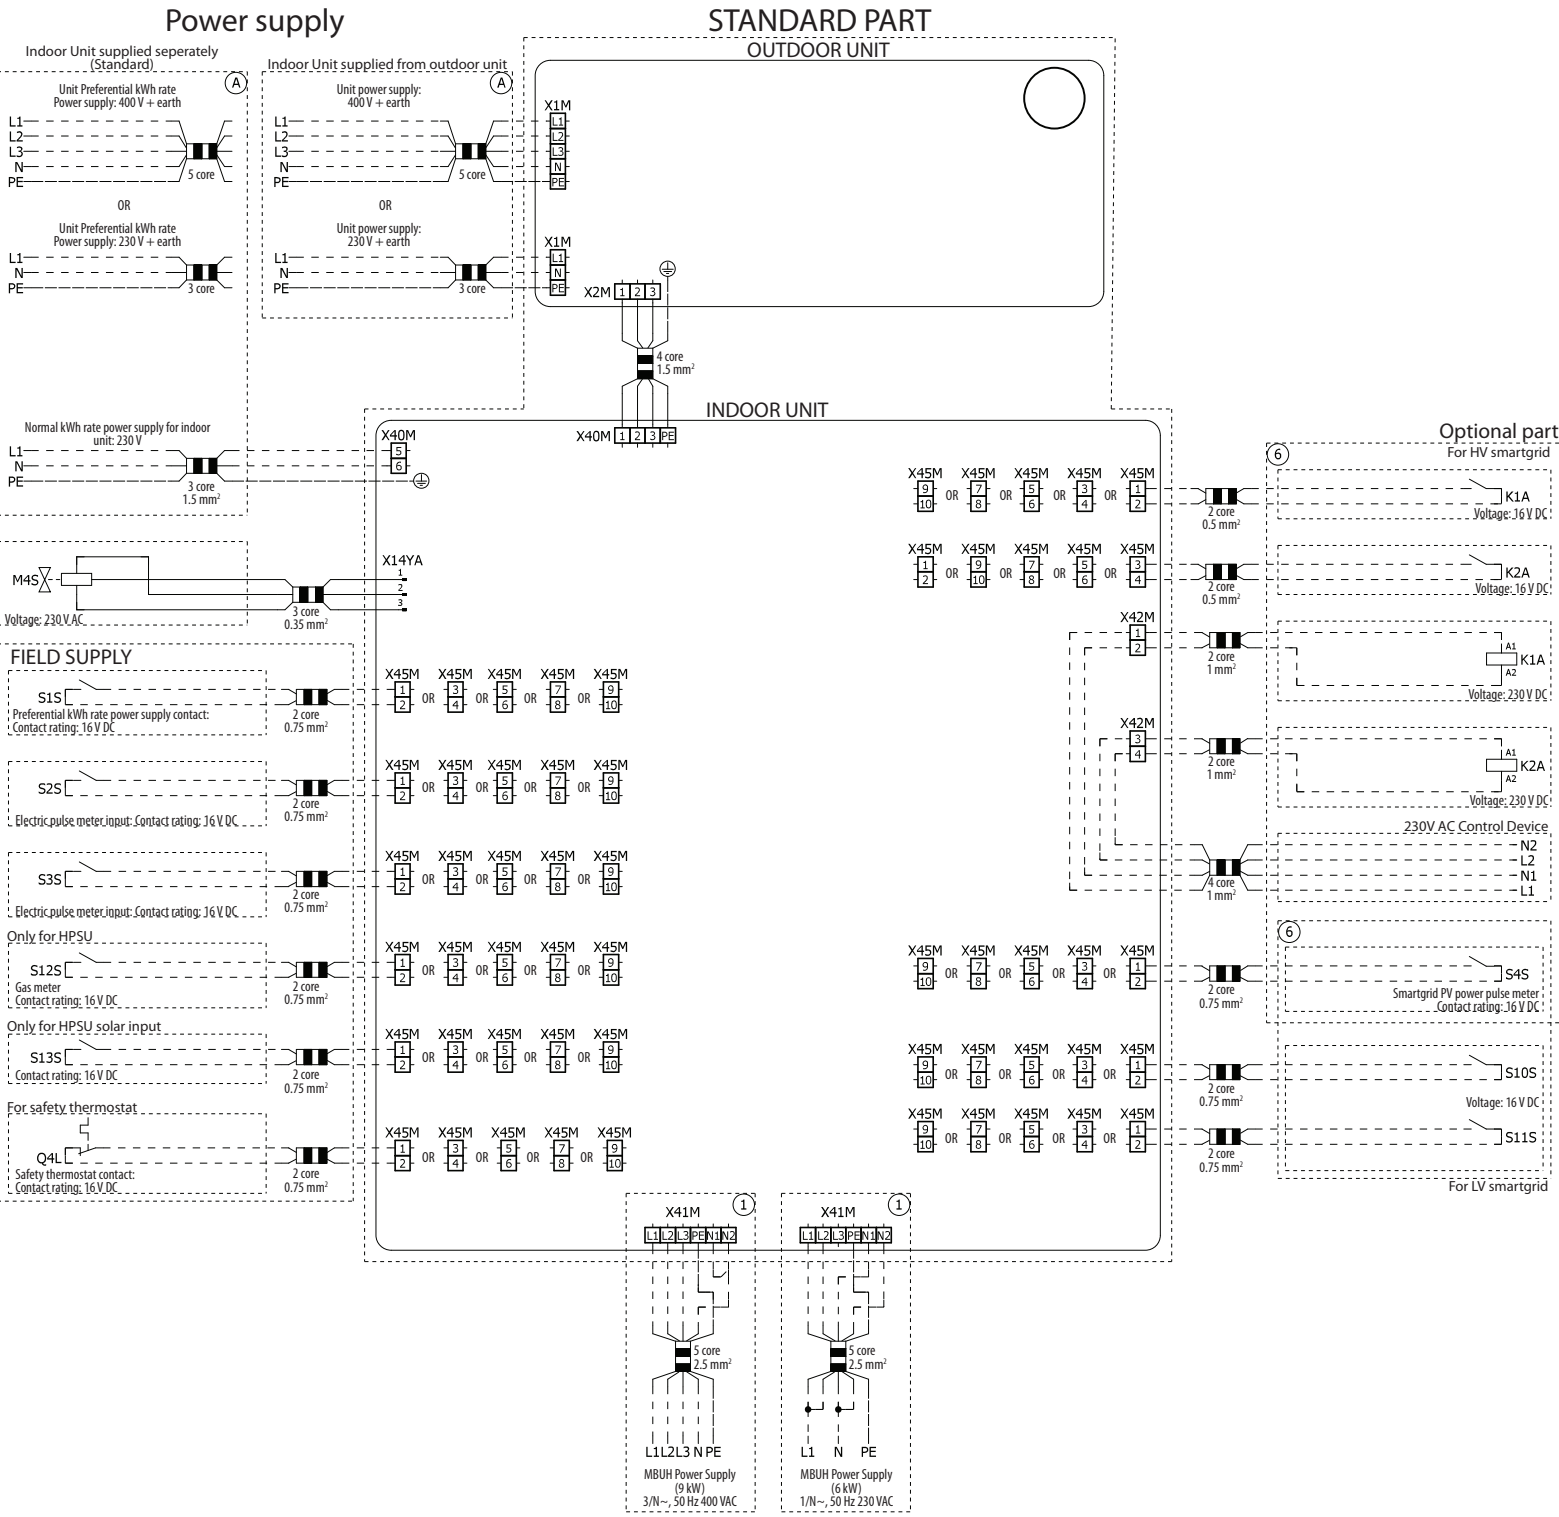 Power supply
STANDARD PART
Indoor Unit supplied seperately
(Standard)
A
Unit Preferential kWh rate
Power supply: 400 V + earth
L1
L2
L3
N
PE
5 core
OR
Unit Preferential kWh rate
Power supply: 230 V + earth
L1
N
PE
3 core
Normal kWh rate power supply for indoor
unit: 230 V
L1
N
PE
3 core
1.5 mm²
Indoor Unit supplied from outdoor unit
A
Unit power supply:
400 V + earth
L1
L2
L3
N
PE
5 core
OR
Unit power supply:
230 V + earth
L1
N
PE
3 core
OUTDOOR UNIT
X1M
L1
L2
L3
N
PE
X1M
L1
N
PE
X2M 1 2 3
4 core
1.5 mm²
INDOOR UNIT
X40M 1 2 3 PE
X40M
5
6
M4S
Voltage: 230 V AC
3 core
0.35 mm²
X14YA
1
2
3
FIELD SUPPLY
S1S
Preferential kWh rate power supply contact:
Contact rating: 16 V DC
2 core
0.75 mm²
X45M X45M X45M X45M X45M
1 OR 3 OR 5 OR 7 OR 9
2 4 6 8 10
S2S
Electric pulse meter input: Contact rating: 16 V DC
2 core
0.75 mm²
X45M X45M X45M X45M X45M
1 OR 3 OR 5 OR 7 OR 9
2 4 6 8 10
S3S
Electric pulse meter input: Contact rating: 16 V DC
2 core
0.75 mm²
X45M X45M X45M X45M X45M
1 OR 3 OR 5 OR 7 OR 9
2 4 6 8 10
Only for HPSU
S12S
Gas meter
Contact rating: 16 V DC
2 core
0.75 mm²
X45M X45M X45M X45M X45M
1 OR 3 OR 5 OR 7 OR 9
2 4 6 8 10
Only for HPSU solar input
S13S
Contact rating: 16 V DC
2 core
0.75 mm²
X45M X45M X45M X45M X45M
1 OR 3 OR 5 OR 7 OR 9
2 4 6 8 10
For safety thermostat
Q4L
Safety thermostat contact:
Contact rating: 16 V DC
2 core
0.75 mm²
X45M X45M X45M X45M X45M
1 OR 3 OR 5 OR 7 OR 9
2 4 6 8 10
Optional part
For HV smartgrid
6
X45M X45M X45M X45M X45M
9 OR 7 OR 5 OR 3 OR 1
10 8 6 4 2
2 core
0.5 mm²
K1A
Voltage: 16 V DC
X45M X45M X45M X45M X45M
1 OR 9 OR 7 OR 5 OR 3
2 10 8 6 4
2 core
0.5 mm²
K2A
Voltage: 16 V DC
X42M
1
2
2 core
1 mm²
A1
K1A
A2
Voltage: 230 V DC
X42M
3
4
2 core
1 mm²
A1
K2A
A2
Voltage: 230 V DC
230V AC Control Device
N2
L2
N1
L1
4 core
1 mm²
6
X45M X45M X45M X45M X45M
9 OR 7 OR 5 OR 3 OR 1
10 8 6 4 2
2 core
0.75 mm²
S4S
Smartgrid PV power pulse meter
Contact rating: 16 V DC
X45M X45M X45M X45M X45M
9 OR 7 OR 5 OR 3 OR 1
10 8 6 4 2
2 core
0.75 mm²
S10S
Voltage: 16 V DC
X45M X45M X45M X45M X45M
9 OR 7 OR 5 OR 3 OR 1
10 8 6 4 2
2 core
0.75 mm²
S11S
For LV smartgrid
1
X41M
L1 L2 L3 PE N1 N2
5 core
2.5 mm²
L1 L2 L3 N PE
MBUH Power Supply
(9 kW)
3/N~, 50 Hz 400 VAC
1
X41M
L1 L2 L3 PE N1 N2
5 core
2.5 mm²
L1 N PE
MBUH Power Supply
(6 kW)
1/N~, 50 Hz 230 VAC